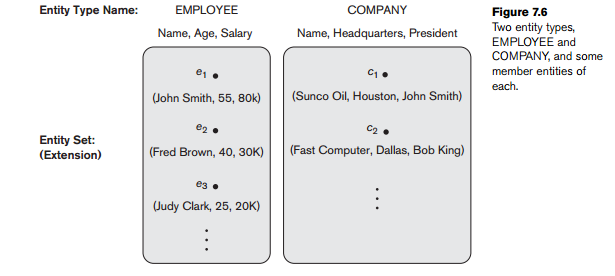 Entity Type Name: EMPLOYEE COMPANY
Name, Age, Salary Name, Headquarters, President
e1 c1
(John Smith, 55, 80k) (Sunco Oil, Houston, John Smith)
e2 c2
Entity Set:
(Extension)
(Fred Brown, 40, 30K) (Fast Computer, Dallas, Bob King)
e3
(Judy Clark, 25, 20K)
Figure 7.6
Two entity types,
EMPLOYEE and
COMPANY, and some
member entities of
each.